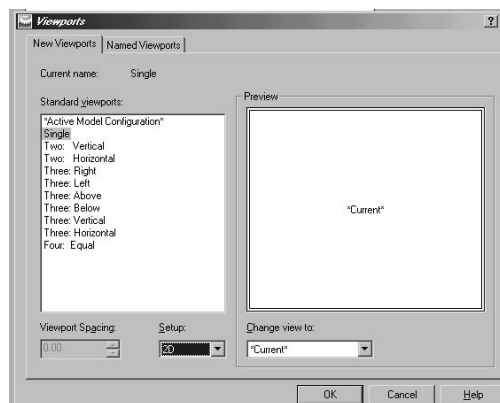 Viewports
New Viewports
Named Viewports
Current name: Single
Standard viewports:
*Active Model Configuration*
Single
Two: Vertical
Two: Horizontal
Three: Right
Three: Left
Three: Above
Three: Below
Three: Vertical
Three: Horizontal
Four: Equal
Preview
*Current*
Viewport Spacing:
0.00
Setup:
2D
Change view to:
*Current*
OK
Cancel
Help